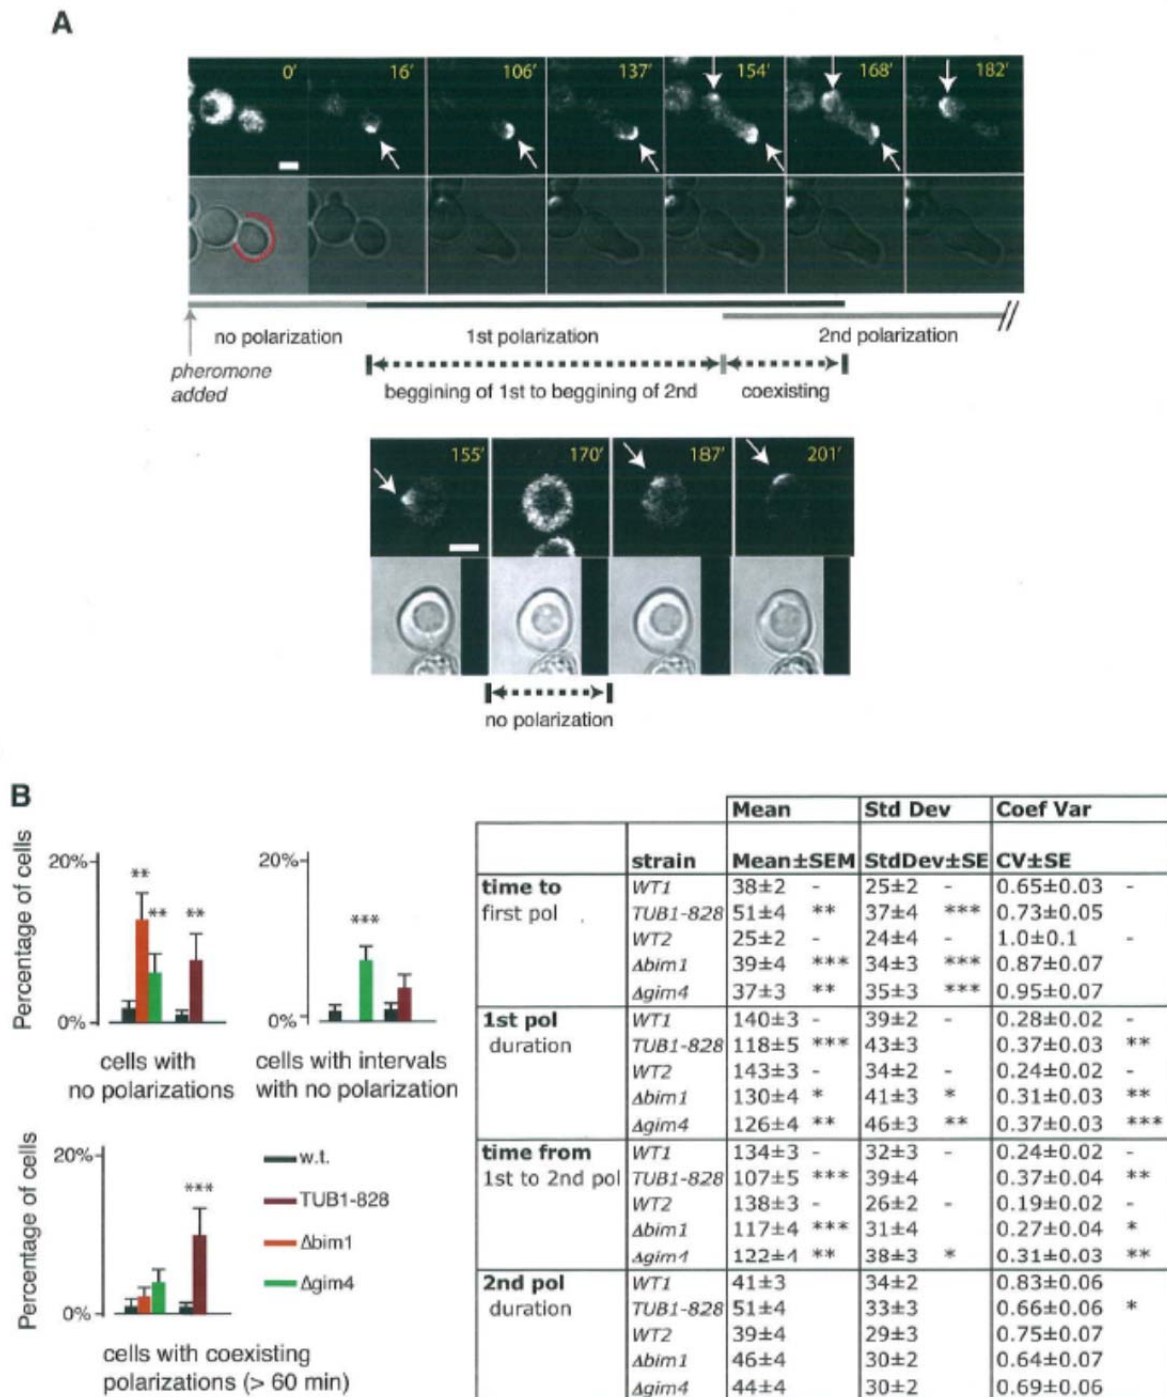 A
0′ 16′ 106′ 137′ 154′ 168′ 182′
no polarization 1st polarization 2nd polarization
pheromone
added
beggining of 1st to beggining of 2nd coexisting
155′ 170′ 187′ 201′
no polarization
B
Percentage of cells
20%
0%
** ** **
cells with
no polarizations
20%
0%
***
cells with intervals
with no polarization
Percentage of cells
20%
0%
***
cells with coexisting
polarizations (> 60 min)
w.t.
TUB1-828
Δbim1
Δgim4
Mean Std Dev Coef Var
strain Mean±SEM StdDev±SE CV±SE
time to WT1 38±2 - 25±2 - 0.65±0.03 -
first pol TUB1-828 51±4 ** 37±4 *** 0.73±0.05
WT2 25±2 - 24±4 - 1.0±0.1 -
Δbim1 39±4 *** 34±3 *** 0.87±0.07
Δgim4 37±3 ** 35±3 *** 0.95±0.07
1st pol WT1 140±3 - 39±2 - 0.28±0.02 -
duration TUB1-828 118±5 *** 43±3 0.37±0.03 **
WT2 143±3 - 34±2 - 0.24±0.02 -
Δbim1 130±4 * 41±3 * 0.31±0.03 **
Δgim4 126±4 ** 46±3 ** 0.37±0.03 ***
time from WT1 134±3 - 32±3 - 0.24±0.02 -
1st to 2nd pol TUB1-828 107±5 *** 39±4 0.37±0.04 **
WT2 138±3 - 26±2 - 0.19±0.02 -
Δbim1 117±4 *** 31±4 0.27±0.04 *
Δgim4 122±4 ** 38±3 * 0.31±0.03 **
2nd pol WT1 41±3 34±2 0.83±0.06
duration TUB1-828 51±4 33±3 0.66±0.06 *
WT2 39±4 29±3 0.75±0.07
Δbim1 46±4 30±2 0.64±0.07
Δgim4 44±4 30±2 0.69±0.06